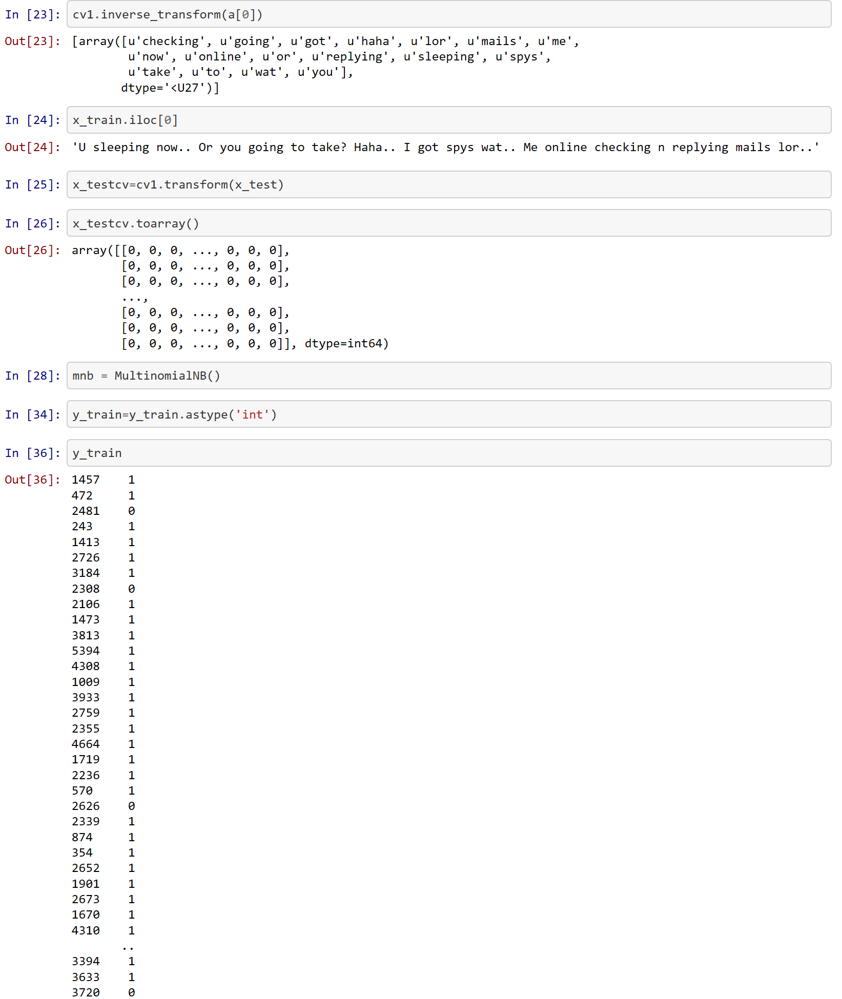 In [23]: cv1.inverse_transform(a[0])
Out[23]: [array([u'checking', u'going', u'got', u'haha', u'lor', u'mails', u'me',
u'now', u'online', u'or', u'replying', u'sleeping', u'spys',
u'take', u'to', u'wat', u'you'],
dtype='<U27')]
In [24]: x_train.iloc[0]
Out[24]: 'U sleeping now.. Or you going to take? Haha.. I got spys wat.. Me online checking n replying mails lor..'
In [25]: x_testcv=cv1.transform(x_test)
In [26]: x_testcv.toarray()
Out[26]: array([[0, 0, 0, ..., 0, 0, 0],
[0, 0, 0, ..., 0, 0, 0],
[0, 0, 0, ..., 0, 0, 0],
...,
[0, 0, 0, ..., 0, 0, 0],
[0, 0, 0, ..., 0, 0, 0],
[0, 0, 0, ..., 0, 0, 0]], dtype=int64)
In [28]: mnb = MultinomialNB()
In [34]: y_train=y_train.astype('int')
In [36]: y_train
Out[36]: 1457 1
472 1
2481 0
243 1
1413 1
2726 1
3184 1
2308 0
2106 1
1473 1
3813 1
5394 1
4308 1
1009 1
3933 1
2759 1
2355 1
4664 1
1719 1
2236 1
570 1
2626 0
2339 1
874 1
354 1
2652 1
1901 1
2673 1
1670 1
4310 1
..
3394 1
3633 1
3720 0